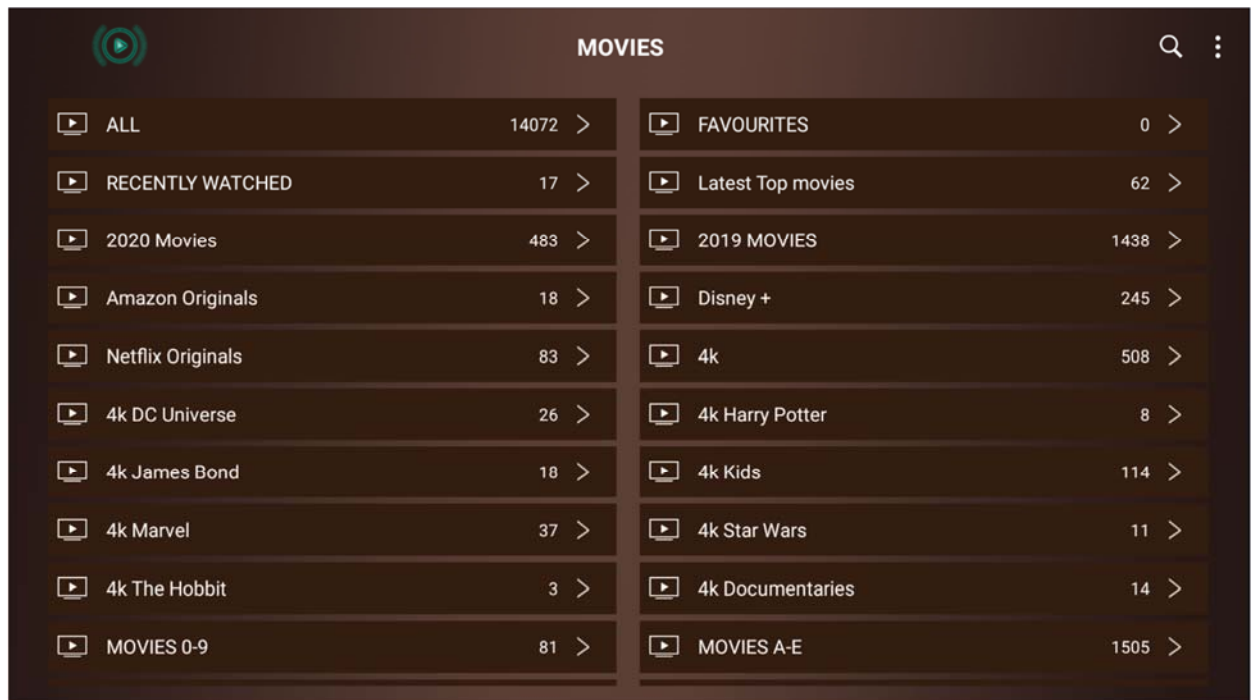 MOVIES
ALL 14072 FAVOURITES 0
RECENTLY WATCHED 17 Latest Top movies 62
2020 Movies 483 2019 MOVIES 1438
Amazon Originals 18 Disney + 245
Netflix Originals 83 4k 508
4k DC Universe 26 4k Harry Potter 8
4k James Bond 18 4k Kids 114
4k Marvel 37 4k Star Wars 11
4k The Hobbit 3 4k Documentaries 14
MOVIES 0-9 81 MOVIES A-E 1505